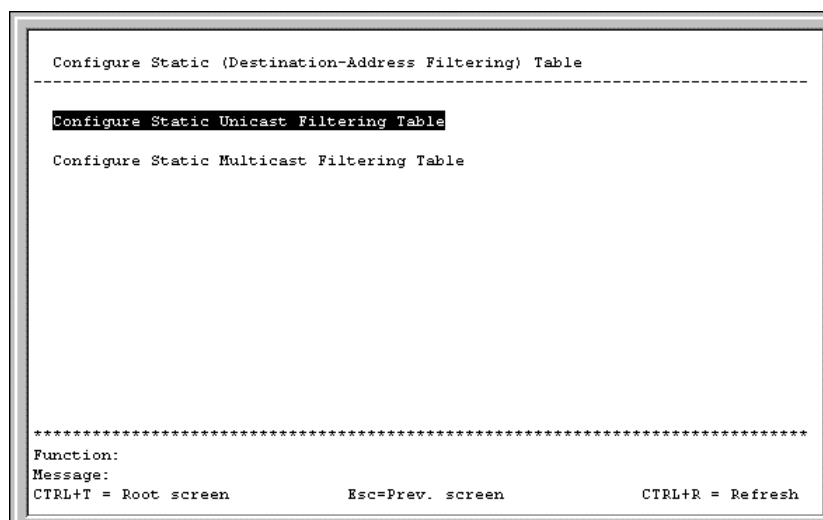 Configure Static (Destination-Address Filtering) Table
--------------------------------------------------------------------------------
Configure Static Unicast Filtering Table
Configure Static Multicast Filtering Table
********************************************************************************
Function:
Message:
CTRL+T = Root screen Esc=Prev. screen CTRL+R = Refresh